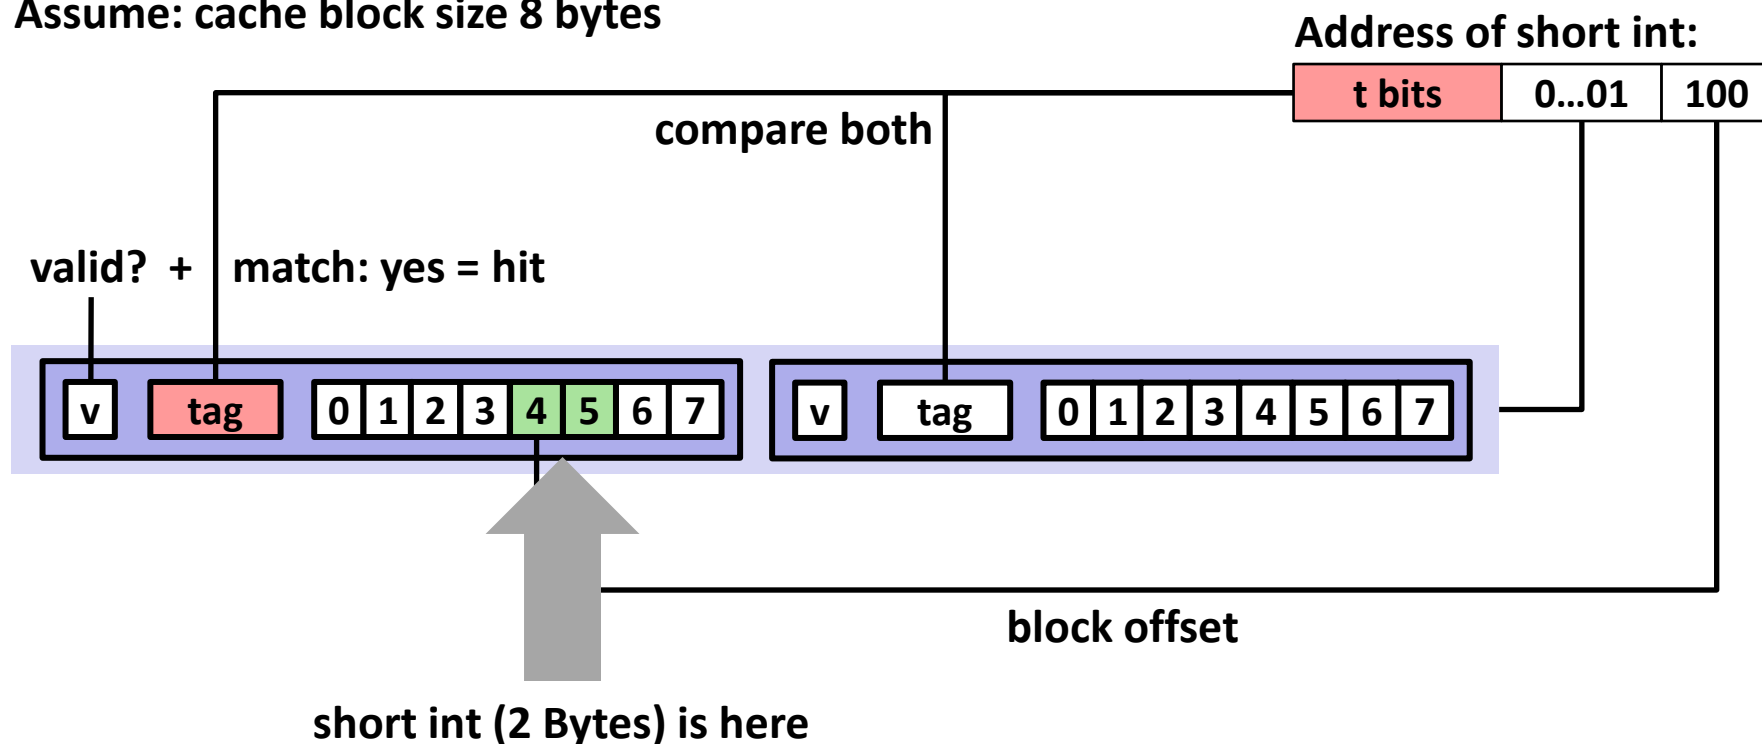 Assume: cache block size 8 bytes
Address of short int:
t bits 0...01 100
compare both
valid? + match: yes = hit
v tag 0 1 2 3 4 5 6 7 v tag 0 1 2 3 4 5 6 7
block offset
short int (2 Bytes) is here